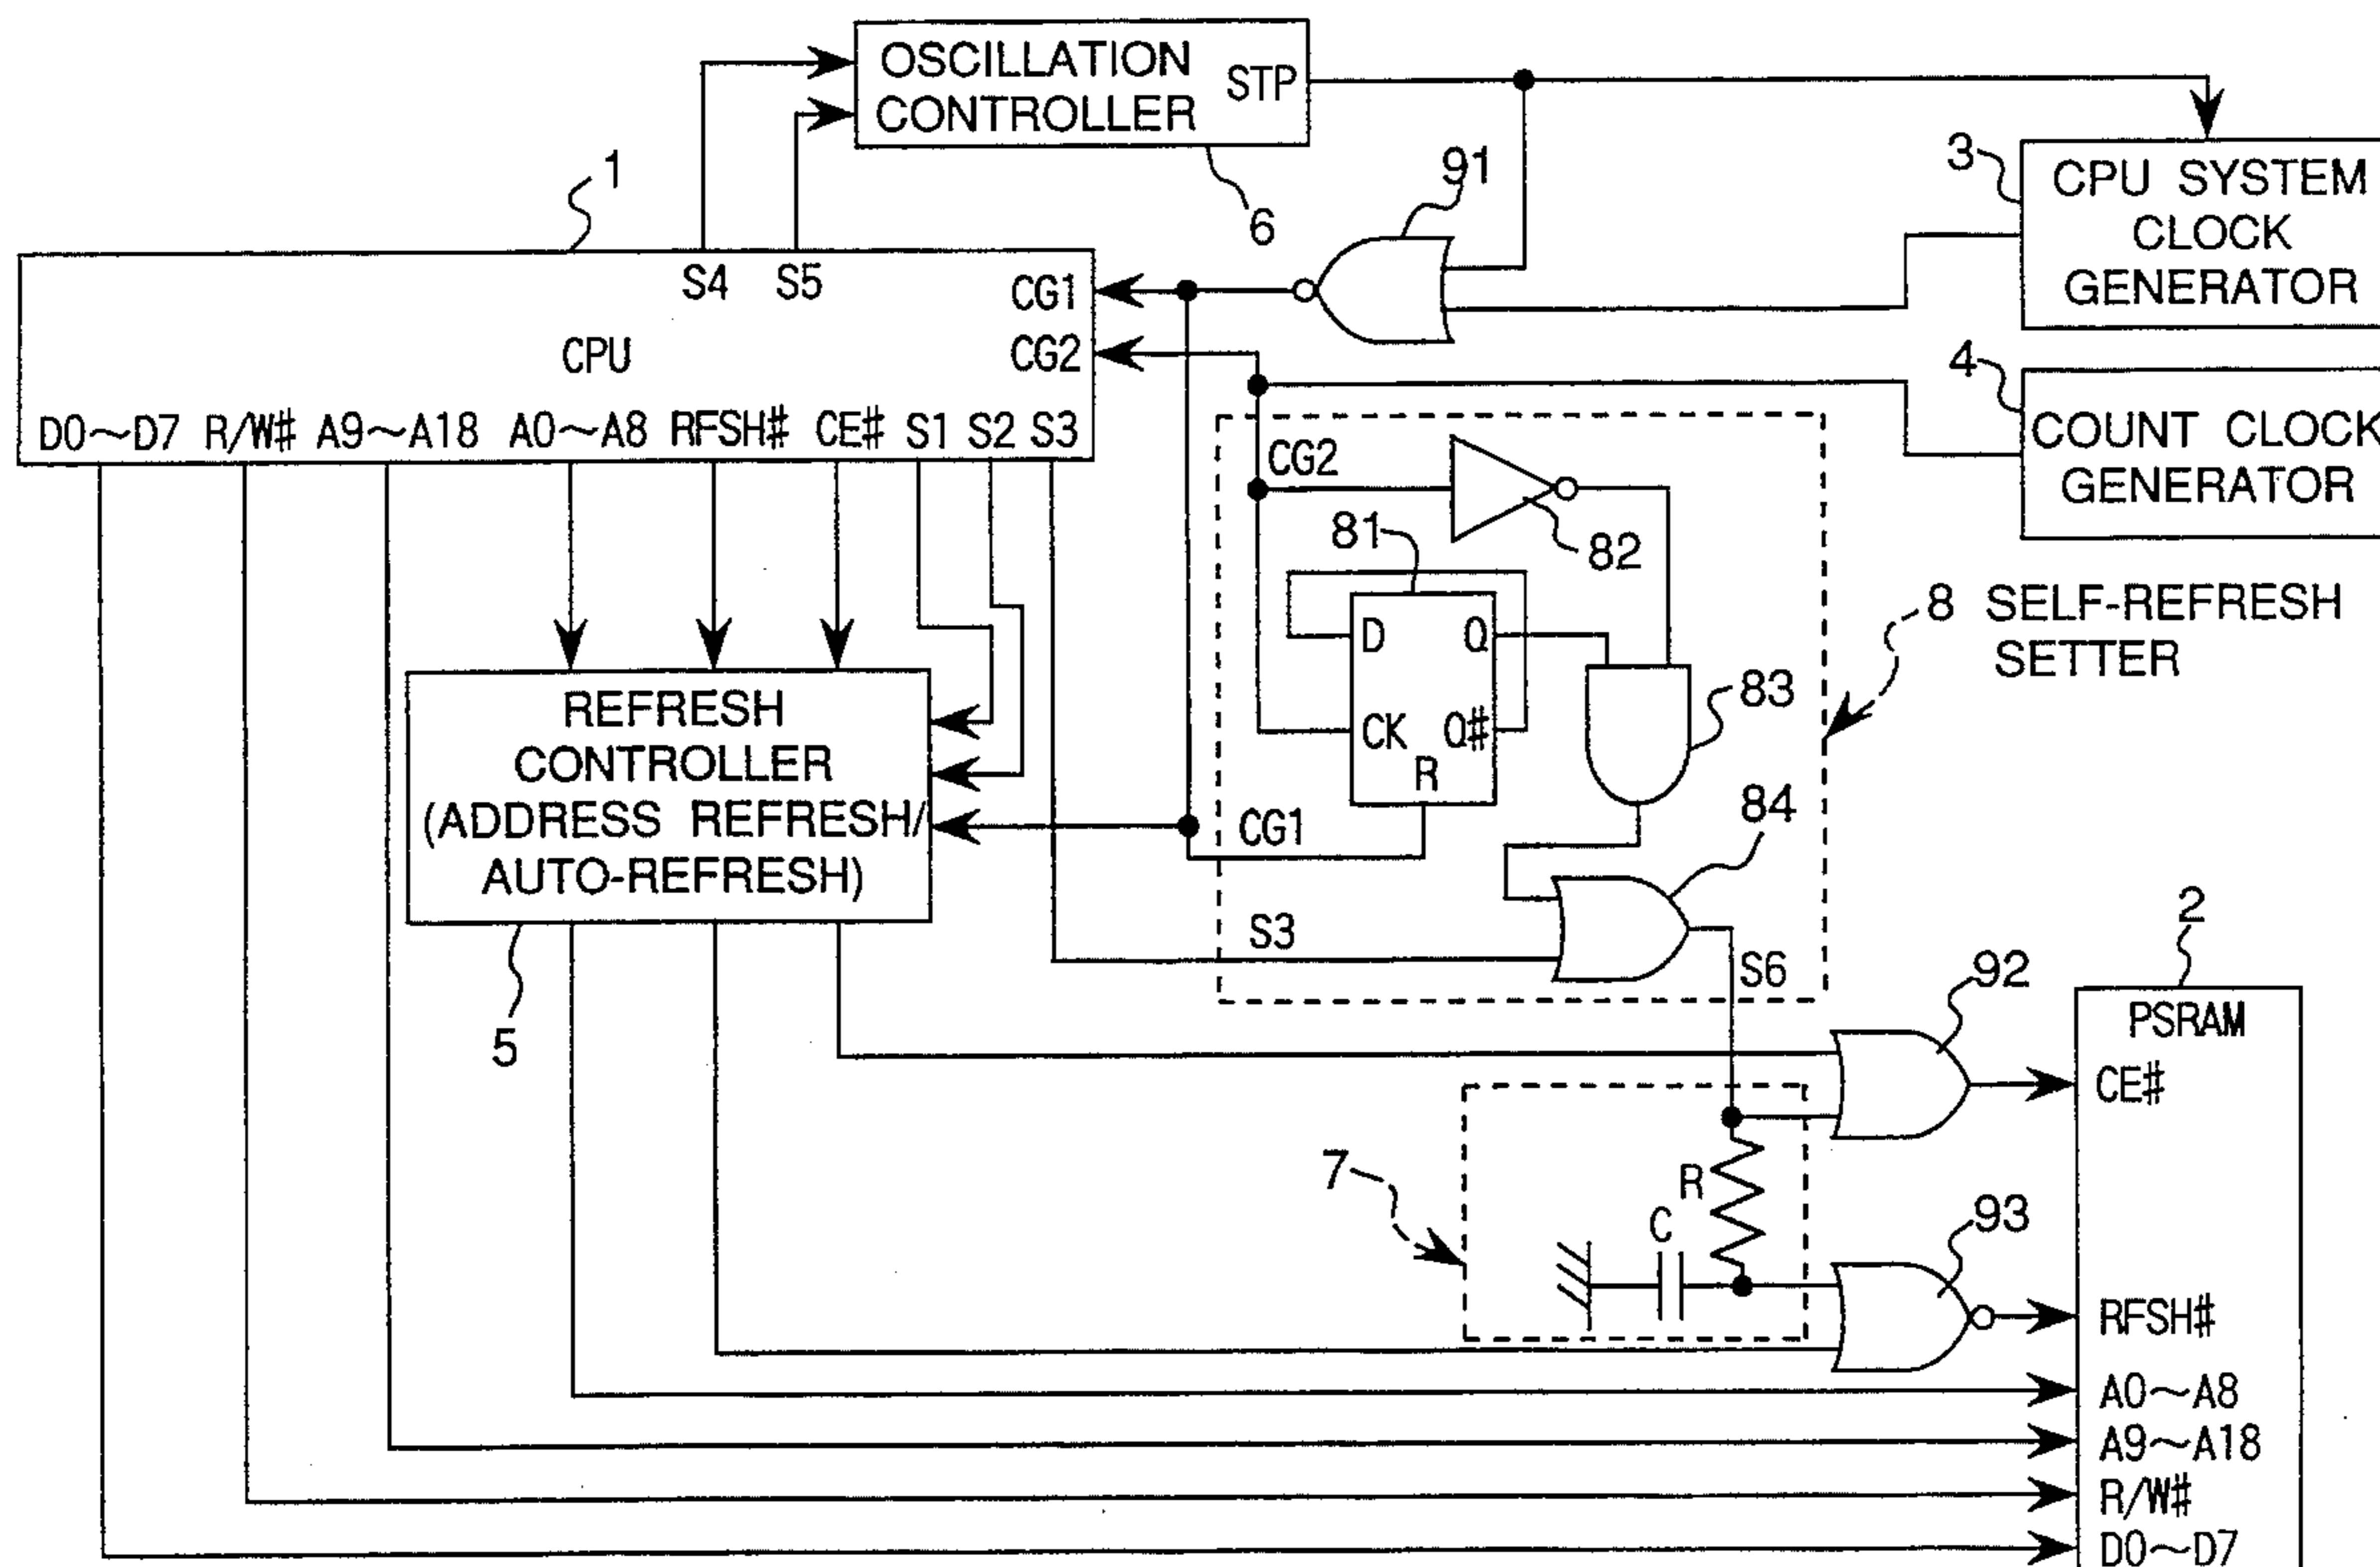 OSCILLATION
CONTROLLER
STP
6
1
91
3
CPU SYSTEM
CLOCK
GENERATOR
S4
S5
CG1
CPU
CG2
4
COUNT CLOCK
GENERATOR
D0～D7
R/W#
A9～A18
A0～A8
RFSH#
CE#
S1
S2
S3
CG2
82
81
D
Q
CK
Q#
R
83
8 SELF-REFRESH
SETTER
REFRESH
CONTROLLER
(ADDRESS REFRESH/
AUTO-REFRESH)
5
CG1
84
S3
S6
92
2
PSRAM
CE#
7
R
C
93
RFSH#
A0～A8
A9～A18
R/W#
D0～D7